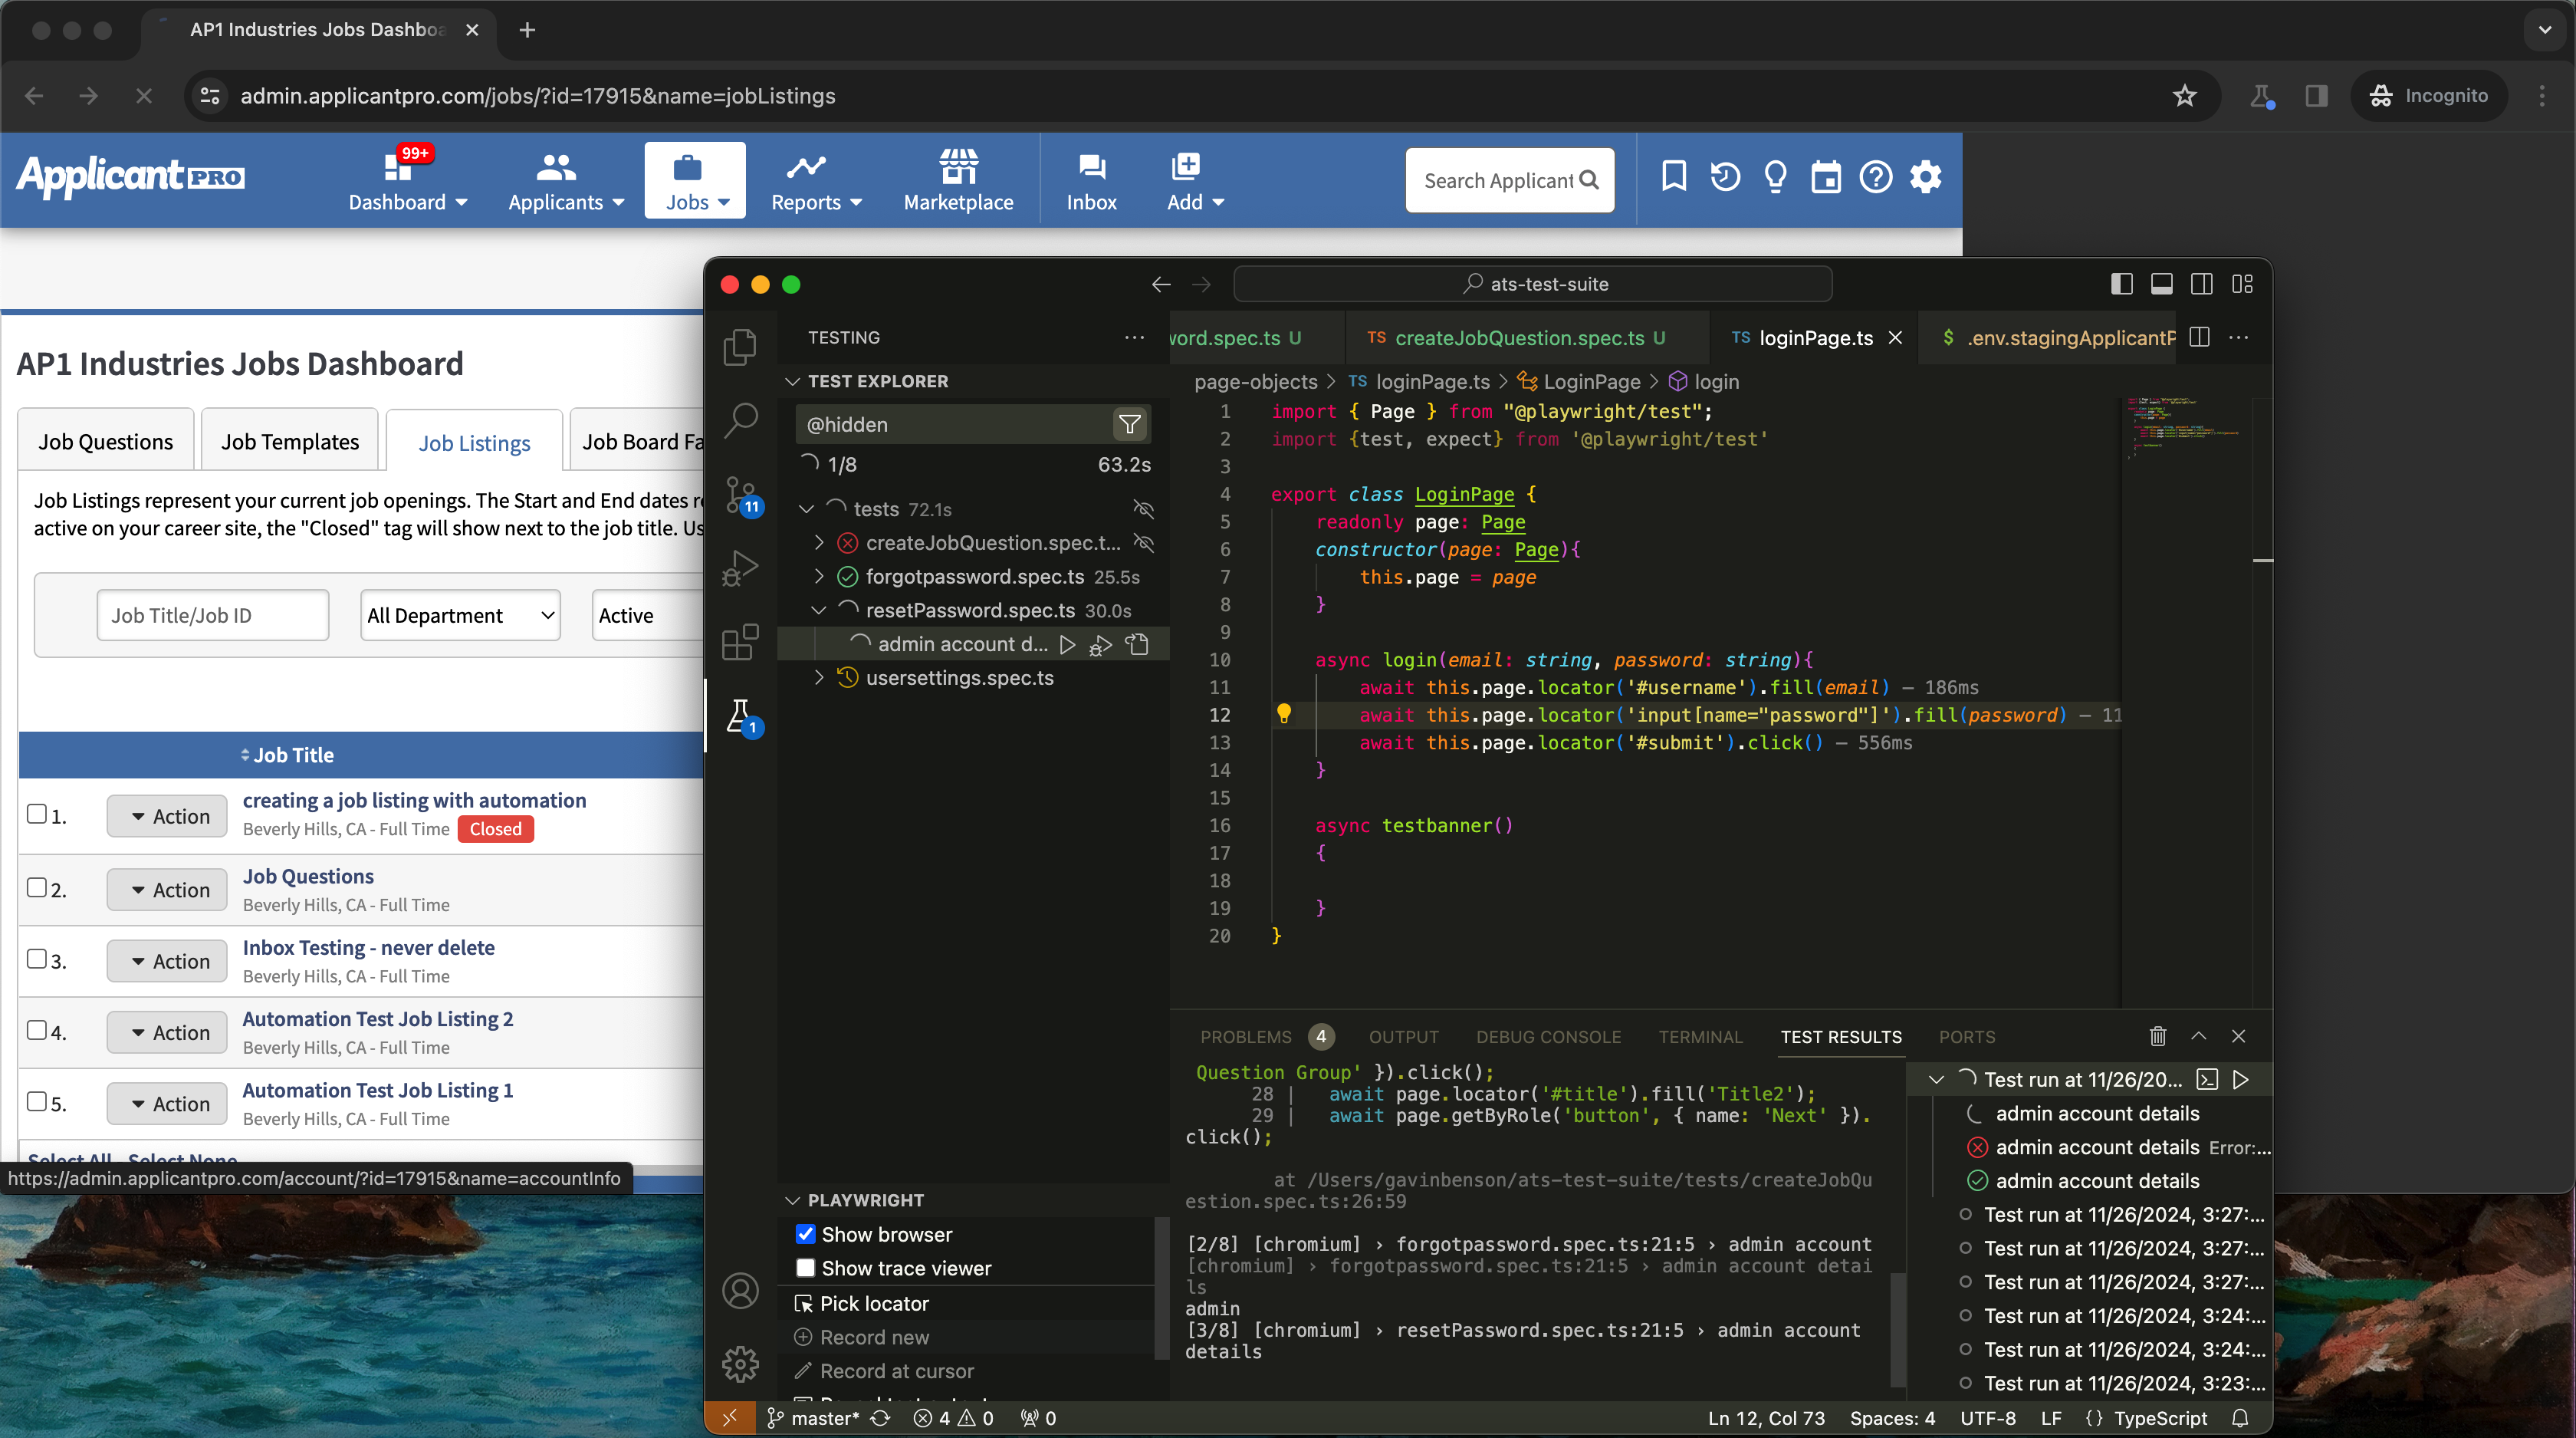 AP1 Industries Jobs Dashboa
admin.applicantpro.com/jobs/?id=17915&name=jobListings
Incognito
ApplicantPRO
99+
Dashboard
Applicants
Jobs
Reports
Marketplace
Inbox
Add
Search Applicant
AP1 Industries Jobs Dashboard
Job Questions
Job Templates
Job Listings
Job Board Fa
Job Listings represent your current job openings. The Start and End dates r
active on your career site, the "Closed" tag will show next to the job title. Us
Job Title/Job ID
All Department
Active
Job Title
1.
Action
creating a job listing with automation
Beverly Hills, CA - Full Time
Closed
2.
Action
Job Questions
Beverly Hills, CA - Full Time
3.
Action
Inbox Testing - never delete
Beverly Hills, CA - Full Time
4.
Action
Automation Test Job Listing 2
Beverly Hills, CA - Full Time
5.
Action
Automation Test Job Listing 1
Beverly Hills, CA - Full Time
Select All Select None
https://admin.applicantpro.com/account/?id=17915&name=accountInfo
ats-test-suite
11
1
TESTING
TEST EXPLORER
@hidden
1/8
63.2s
tests 72.1s
createJobQuestion.spec.t...
forgotpassword.spec.ts 25.5s
resetPassword.spec.ts 30.0s
admin account d...
usersettings.spec.ts
PLAYWRIGHT
Show browser
Show trace viewer
Pick locator
Record new
Record at cursor
word.spec.ts U
TS createJobQuestion.spec.ts U
TS loginPage.ts
$ .env.stagingApplicantP
page-objects > TS loginPage.ts > LoginPage > login
1 import { Page } from "@playwright/test";
2 import {test, expect} from '@playwright/test'
3
4 export class LoginPage {
5 readonly page: Page
6 constructor(page: Page){
7 this.page = page
8 }
9
10 async login(email: string, password: string){
11 await this.page.locator('#username').fill(email) — 186ms
12 await this.page.locator('input[name="password"]').fill(password) — 11
13 await this.page.locator('#submit').click() — 556ms
14 }
15
16 async testbanner()
17 {
18
19 }
20 }
PROBLEMS 4
OUTPUT
DEBUG CONSOLE
TERMINAL
TEST RESULTS
PORTS
Question Group' }).click();
28 | await page.locator('#title').fill('Title2');
29 | await page.getByRole('button', { name: 'Next' }).
click();
at /Users/gavinbenson/ats-test-suite/tests/createJobQu
estion.spec.ts:26:59
[2/8] [chromium] › forgotpassword.spec.ts:21:5 › admin account
[chromium] › forgotpassword.spec.ts:21:5 › admin account detai
ls
admin
[3/8] [chromium] › resetPassword.spec.ts:21:5 › admin account
details
Test run at 11/26/20...
admin account details
admin account details Error:...
admin account details
Test run at 11/26/2024, 3:27:...
Test run at 11/26/2024, 3:27:...
Test run at 11/26/2024, 3:27:...
Test run at 11/26/2024, 3:24:...
Test run at 11/26/2024, 3:24:...
Test run at 11/26/2024, 3:23:...
master*
4
0
0
Ln 12, Col 73
Spaces: 4
UTF-8
LF
{} TypeScript